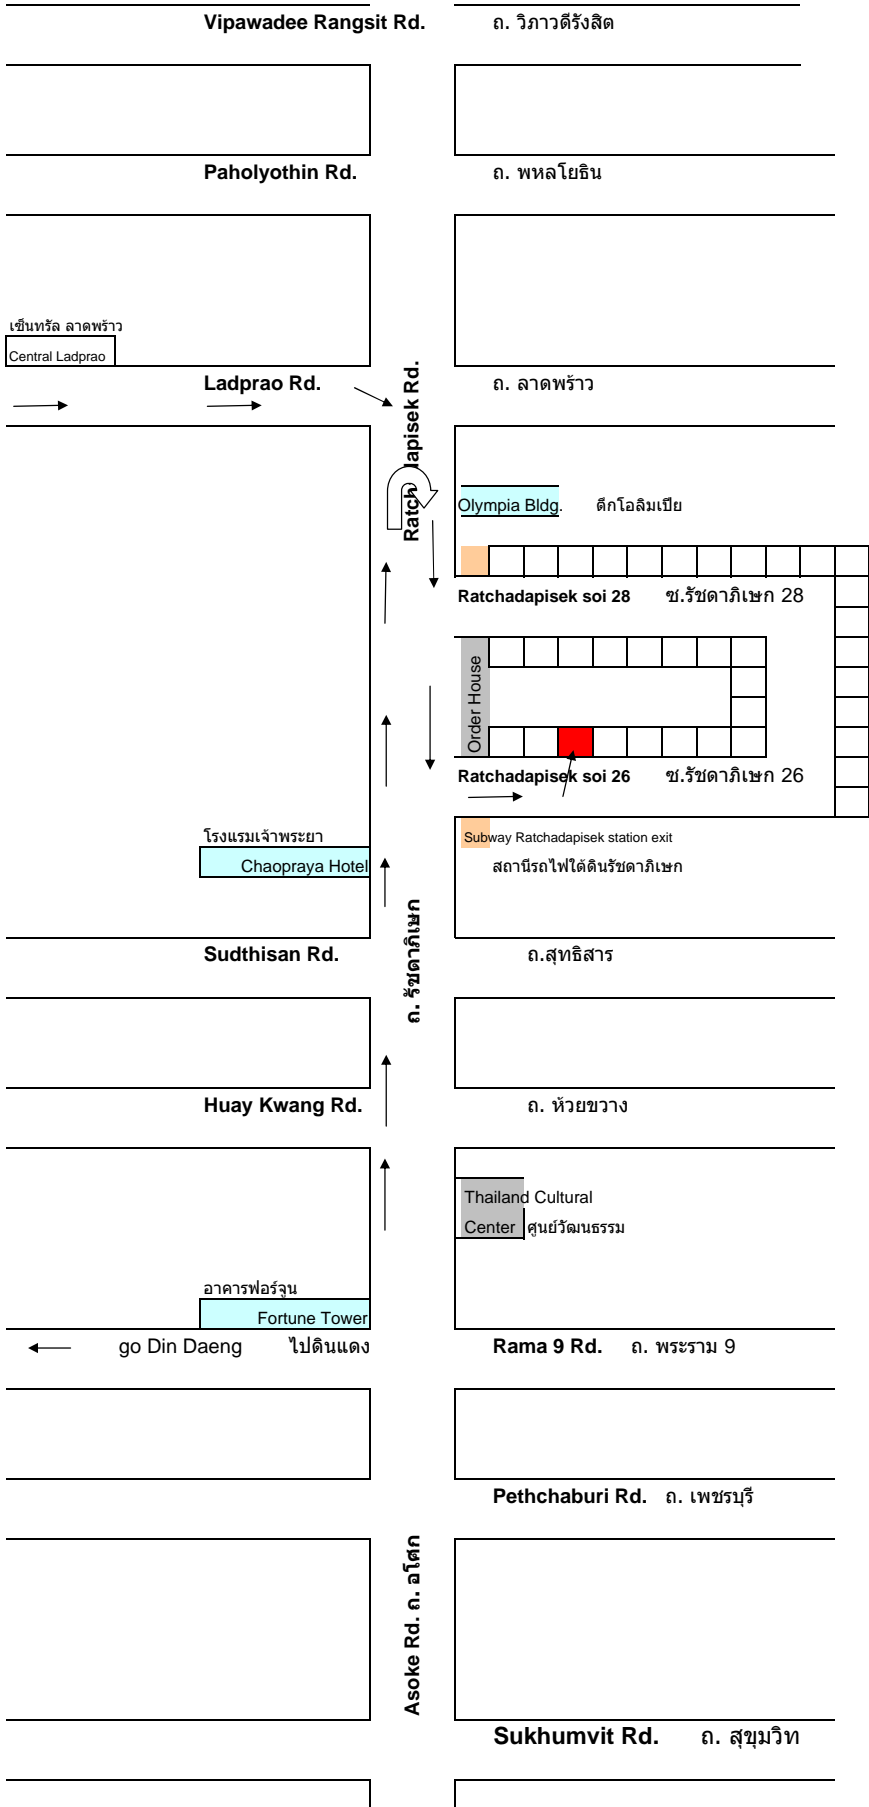 Vipawadee Rangsit Rd. ถ. วิภาวดีรังสิต
Paholyothin Rd. ถ. พหลโยธิน
เซ็นทรัล ลาดพร้าว
Central Ladprao
Ladprao Rd. ถ. ลาดพร้าว
Ratchadapisek Rd.
Olympia Bldg. ตึกโอลิมเปีย
Ratchadapisek soi 28 ซ.รัชดาภิเษก 28
Order House
Ratchadapisek soi 26 ซ.รัชดาภิเษก 26
โรงแรมเจ้าพระยา
Chaopraya Hotel
Subway Ratchadapisek station exit
สถานีรถไฟใต้ดินรัชดาภิเษก
ถ. รัชดาภิเษก
Sudthisan Rd. ถ.สุทธิสาร
Huay Kwang Rd. ถ. ห้วยขวาง
Thailand Cultural
Center ศูนย์วัฒนธรรม
อาคารฟอร์จูน
Fortune Tower
go Din Daeng ไปดินแดง
Rama 9 Rd. ถ. พระราม 9
Pethchaburi Rd. ถ. เพชรบุรี
Asoke Rd. ถ. อโศก
Sukhumvit Rd. ถ. สุขุมวิท